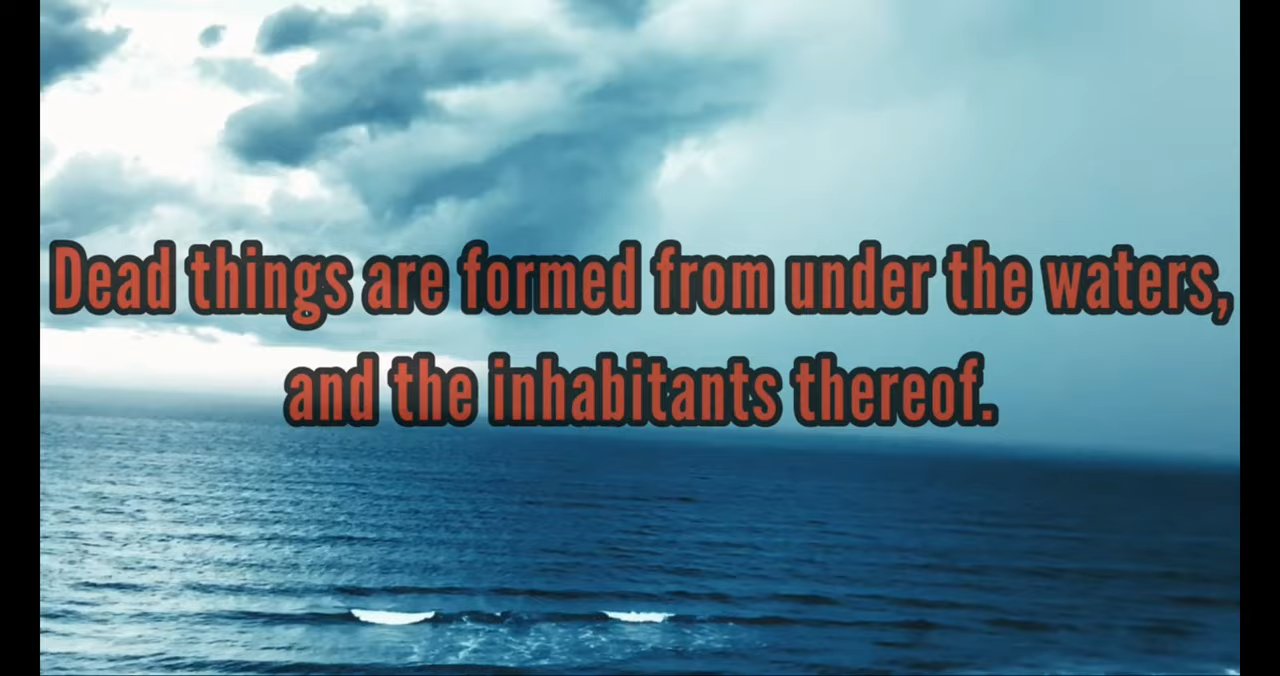 Dead things are formed from under the waters,
and the inhabitants thereof.